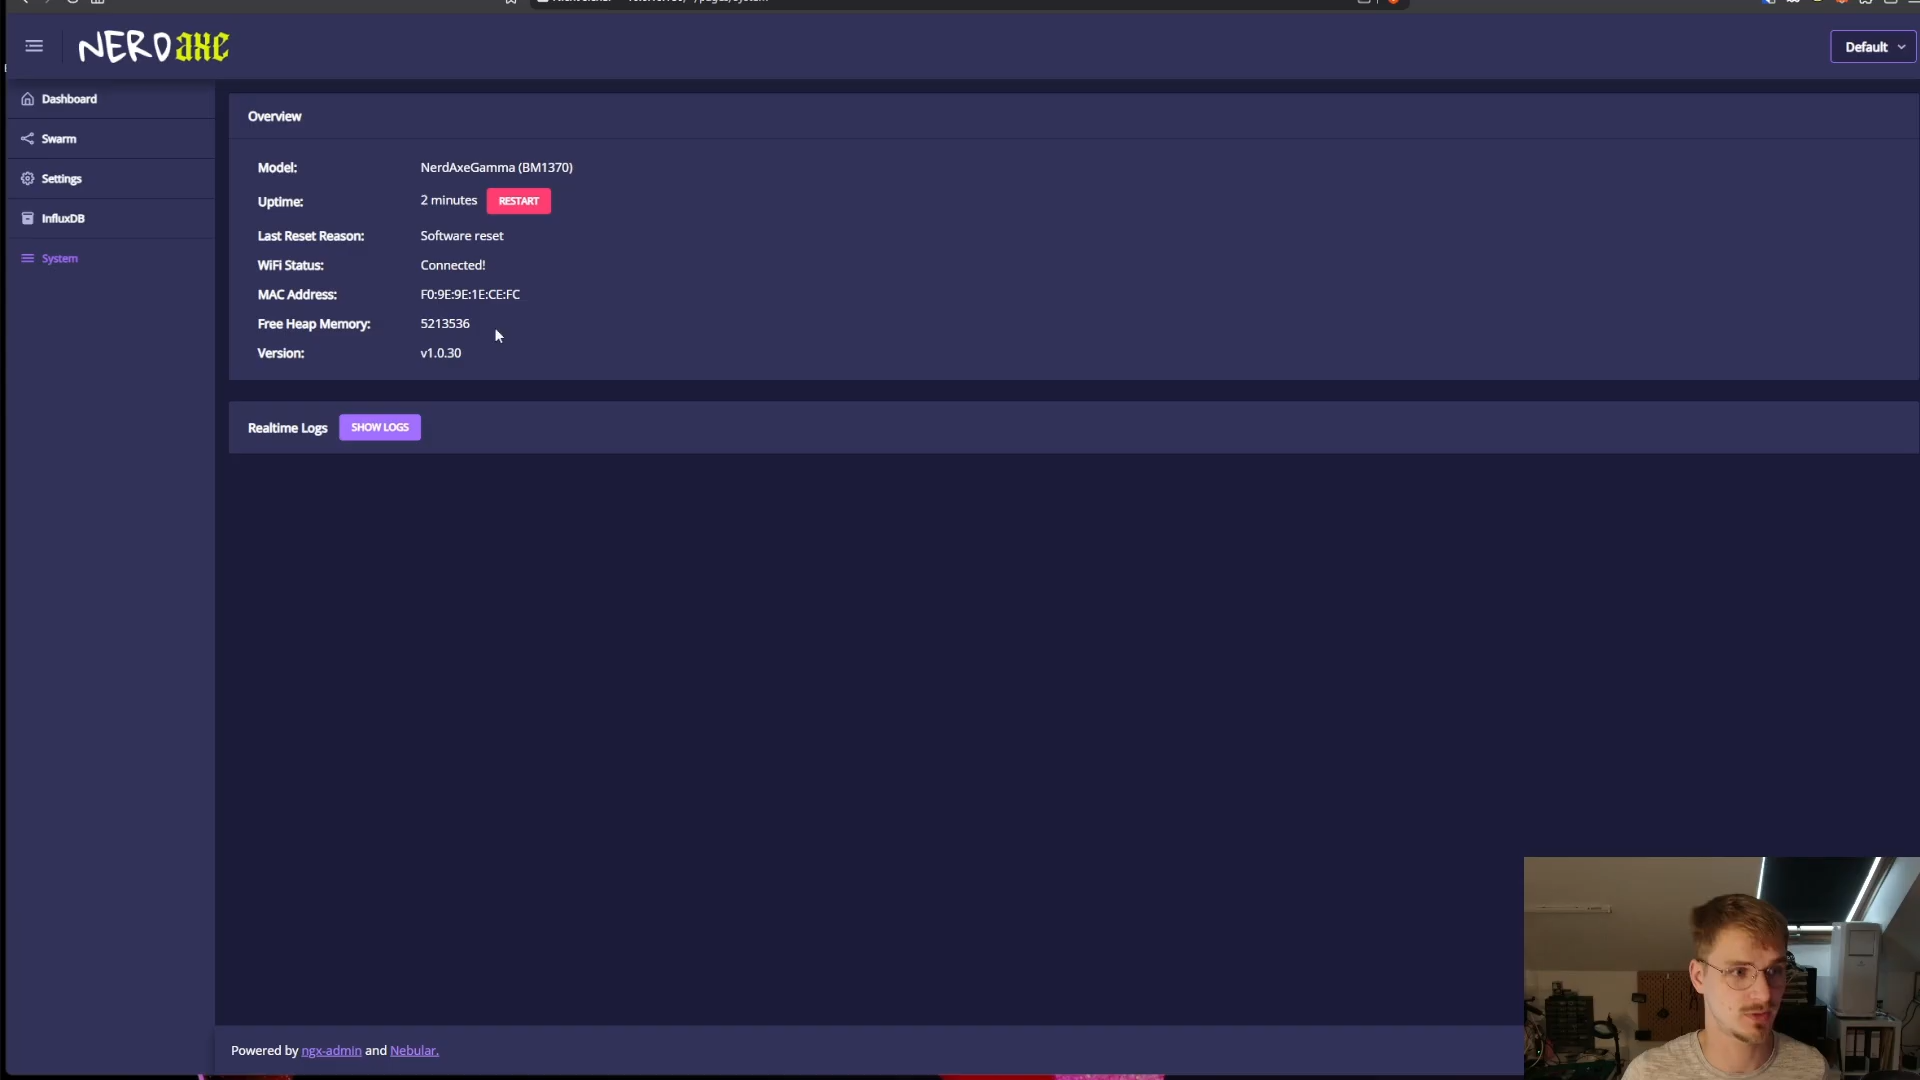 NERDAXE
Default
Dashboard
Swarm
Settings
InfluxDB
System
Overview
Model: NerdAxeGamma (BM1370)
Uptime: 2 minutes RESTART
Last Reset Reason: Software reset
WiFi Status: Connected!
MAC Address: F0:9E:9E:1E:CE:FC
Free Heap Memory: 5213536
Version: v1.0.30
Realtime Logs SHOW LOGS
Powered by ngx-admin and Nebular.